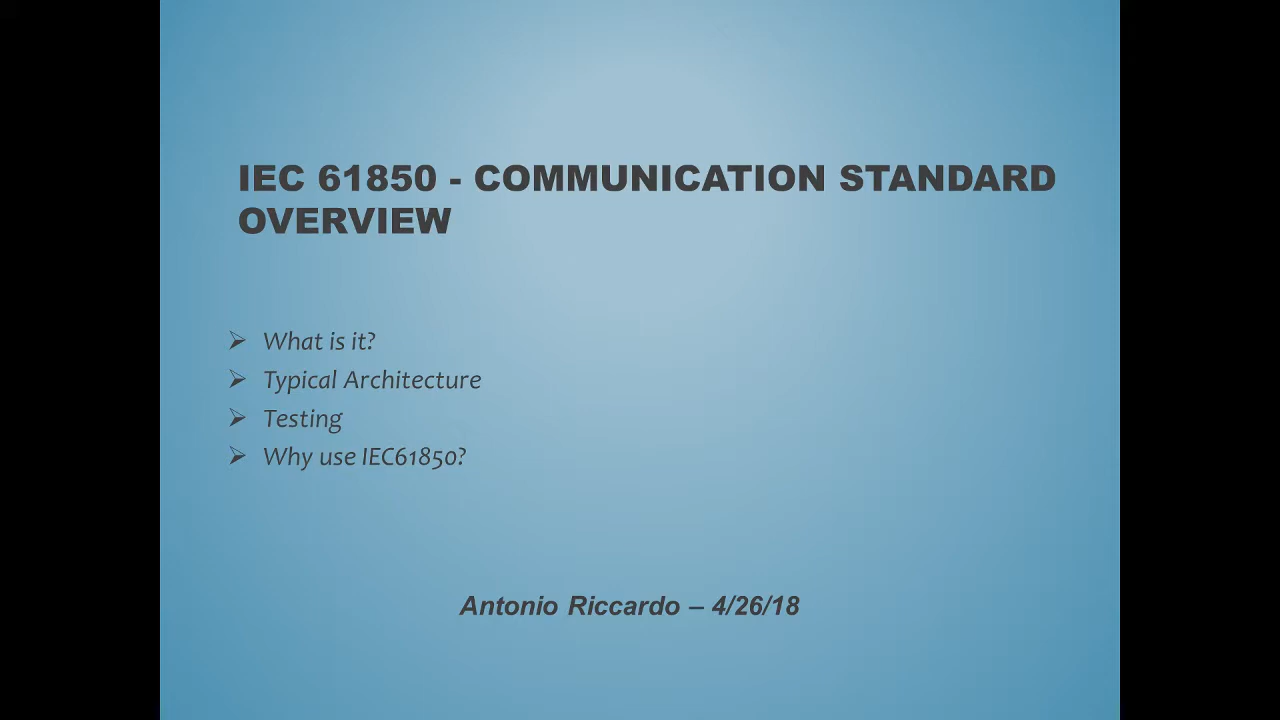 IEC 61850 - COMMUNICATION STANDARD
OVERVIEW
What is it?
Typical Architecture
Testing
Why use IEC61850?
Antonio Riccardo – 4/26/18